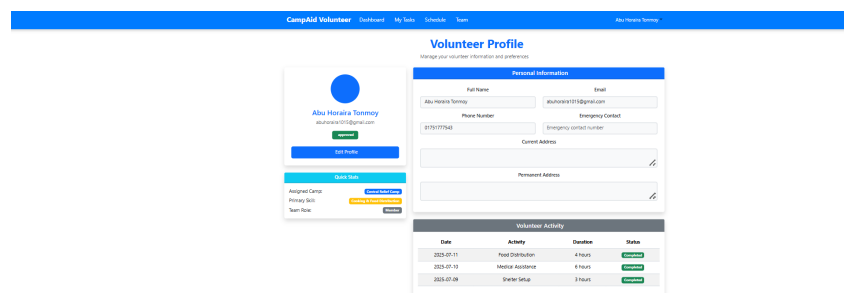 CampAid Volunteer Dashboard My Tasks Schedule Team Abu Horaira Tonmoy
Volunteer Profile
Manage your volunteer information and preferences
Abu Horaira Tonmoy
abuhoraira1015@gmail.com
approved
Edit Profile
Quick Stats
Assigned Camp: Central Relief Camp
Primary Skill: Cooking & Food Distribution
Team Role: Member
Personal Information
Full Name Email
Abu Horaira Tonmoy abuhoraira1015@gmail.com
Phone Number Emergency Contact
01751777543 Emergency contact number
Current Address
Permanent Address
Volunteer Activity
Date Activity Duration Status
2025-07-11 Food Distribution 4 hours Completed
2025-07-10 Medical Assistance 6 hours Completed
2025-07-09 Shelter Setup 3 hours Completed